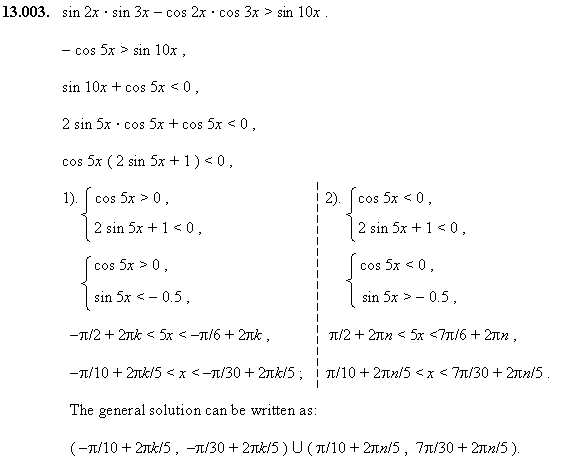 13.003. sin 2x · sin 3x – cos 2x · cos 3x > sin 10x .
– cos 5x > sin 10x ,
sin 10x + cos 5x < 0 ,
2 sin 5x · cos 5x + cos 5x < 0 ,
cos 5x ( 2 sin 5x + 1 ) < 0 ,
1). { cos 5x > 0 ,
2 sin 5x + 1 < 0 ,
{ cos 5x > 0 ,
sin 5x < – 0.5 ,
–π/2 + 2πk < 5x < –π/6 + 2πk ,
–π/10 + 2πk/5 < x < –π/30 + 2πk/5 ;
2). { cos 5x < 0 ,
2 sin 5x + 1 < 0 ,
{ cos 5x < 0 ,
sin 5x > – 0.5 ,
π/2 + 2πn < 5x <7π/6 + 2πn ,
π/10 + 2πn/5 < x < 7π/30 + 2πn/5 .
The general solution can be written as:
( –π/10 + 2πk/5 , –π/30 + 2πk/5 ) U ( π/10 + 2πn/5 , 7π/30 + 2πn/5 ).